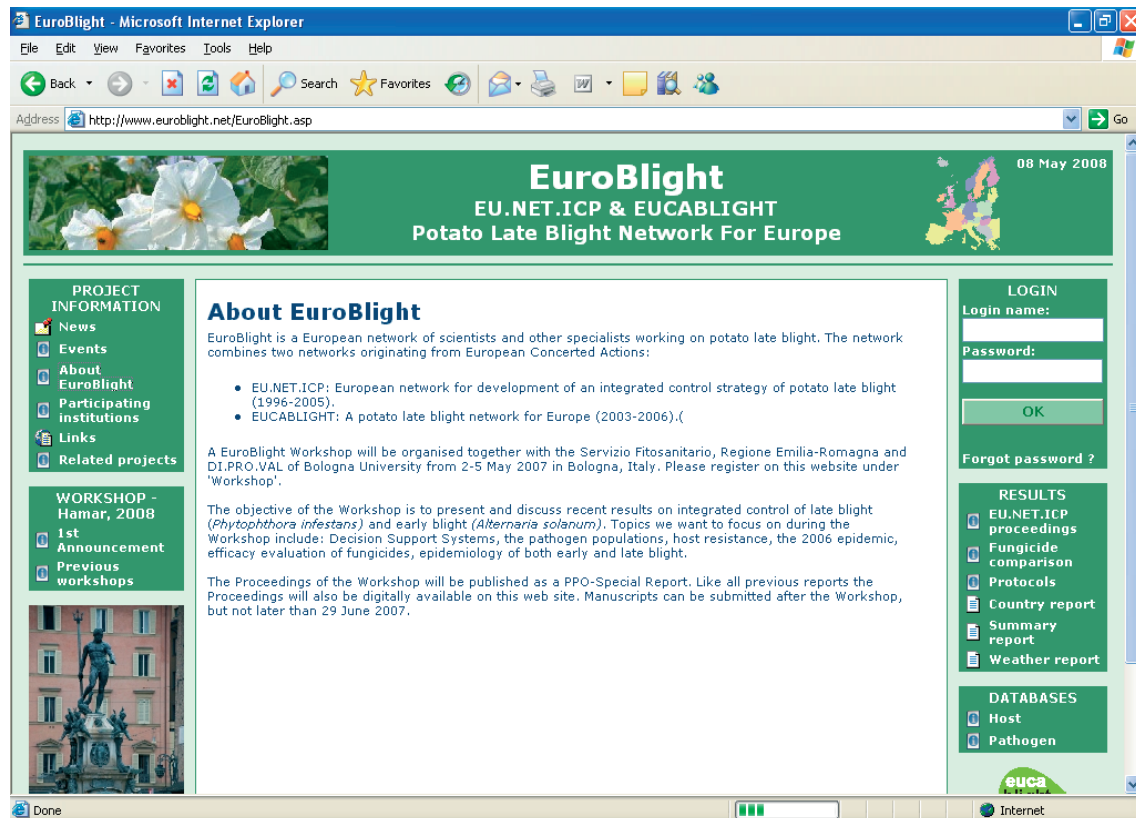 EuroBlight - Microsoft Internet Explorer
File Edit View Favorites Tools Help
Back Search Favorites
Address http://www.euroblight.net/EuroBlight.asp Go
EuroBlight
EU.NET.ICP & EUCABLIGHT
Potato Late Blight Network For Europe
08 May 2008
PROJECT
INFORMATION
News
Events
About
EuroBlight
Participating
institutions
Links
Related projects
WORKSHOP -
Hamar, 2008
1st
Announcement
Previous
workshops
About EuroBlight
EuroBlight is a European network of scientists and other specialists working on potato late blight. The network
combines two networks originating from European Concerted Actions:
• EU.NET.ICP: European network for development of an integrated control strategy of potato late blight
(1996-2005).
• EUCABLIGHT: A potato late blight network for Europe (2003-2006).(
A EuroBlight Workshop will be organised together with the Servizio Fitosanitario, Regione Emilia-Romagna and
DI.PRO.VAL of Bologna University from 2-5 May 2007 in Bologna, Italy. Please register on this website under
'Workshop'.
The objective of the Workshop is to present and discuss recent results on integrated control of late blight
(Phytophthora infestans) and early blight (Alternaria solanum). Topics we want to focus on during the
Workshop include: Decision Support Systems, the pathogen populations, host resistance, the 2006 epidemic,
efficacy evaluation of fungicides, epidemiology of both early and late blight.
The Proceedings of the Workshop will be published as a PPO-Special Report. Like all previous reports the
Proceedings will also be digitally available on this web site. Manuscripts can be submitted after the Workshop,
but not later than 29 June 2007.
LOGIN
Login name:
Password:
OK
Forgot password ?
RESULTS
EU.NET.ICP
proceedings
Fungicide
comparison
Protocols
Country report
Summary
report
Weather report
DATABASES
Host
Pathogen
euca
Done Internet